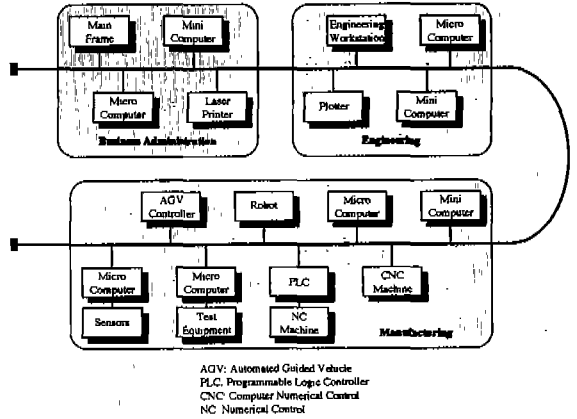 Main
Frame
Mini
Computer
Micro
Computer
Laser
Printer
Business Administration
Engineering
Workstation
Micro
Computer
Plotter
Mini
Computer
Engineering
AGV
Controller
Robot
Micro
Computer
Mini
Computer
Micro
Computer
Sensors
Micro
Computer
Test
Equipment
PLC
NC
Machine
CNC
Machine
Manufacturing
AGV: Automated Guided Vehicle
PLC. Programmable Logic Controller
CNC: Computer Numerical Control
NC Numerical Control